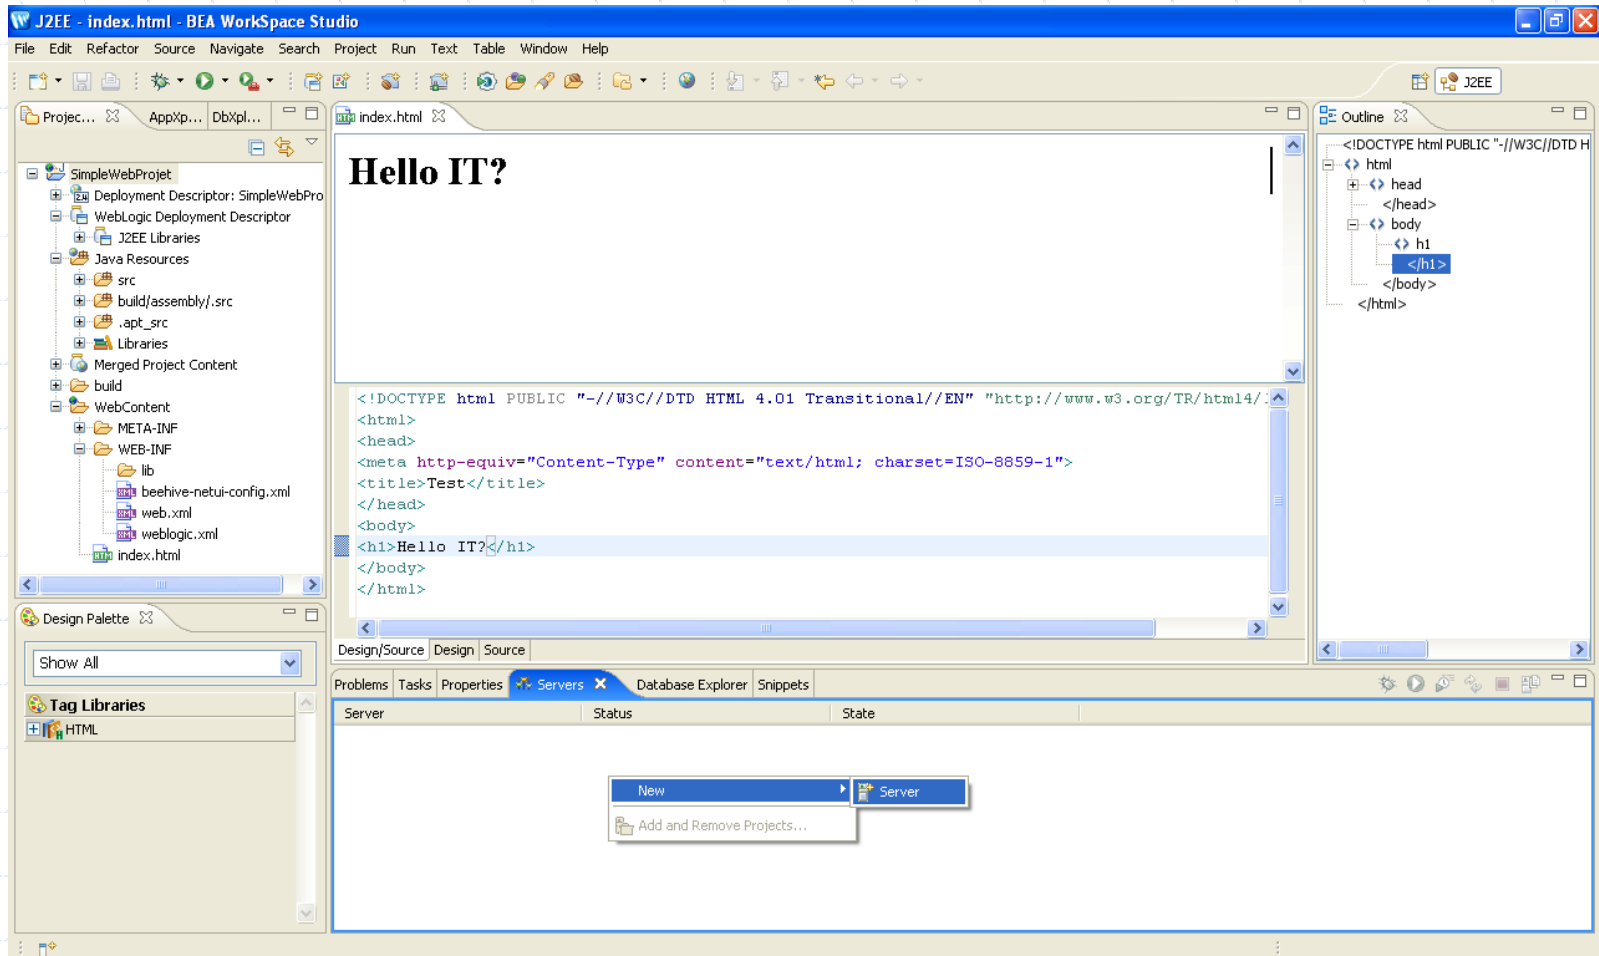 J2EE - index.html - BEA WorkSpace Studio
File Edit Refactor Source Navigate Search Project Run Text Table Window Help
J2EE
Projec... AppXp... DbXpl...
SimpleWebProjet
Deployment Descriptor: SimpleWebPro
WebLogic Deployment Descriptor
J2EE Libraries
Java Resources
src
build/assembly/.src
.apt_src
Libraries
Merged Project Content
build
WebContent
META-INF
WEB-INF
lib
beehive-netui-config.xml
web.xml
weblogic.xml
index.html
Design Palette
Show All
Tag Libraries
HTML
index.html
Hello IT?
<!DOCTYPE html PUBLIC "-//W3C//DTD HTML 4.01 Transitional//EN" "http://www.w3.org/TR/html4/
<html>
<head>
<meta http-equiv="Content-Type" content="text/html; charset=ISO-8859-1">
<title>Test</title>
</head>
<body>
<h1>Hello IT?</h1>
</body>
</html>
Design/Source Design Source
Outline
<!DOCTYPE html PUBLIC "-//W3C//DTD H
html
head
</head>
body
h1
</h1>
</body>
</html>
Problems Tasks Properties Servers Database Explorer Snippets
Server Status State
New Server
Add and Remove Projects...